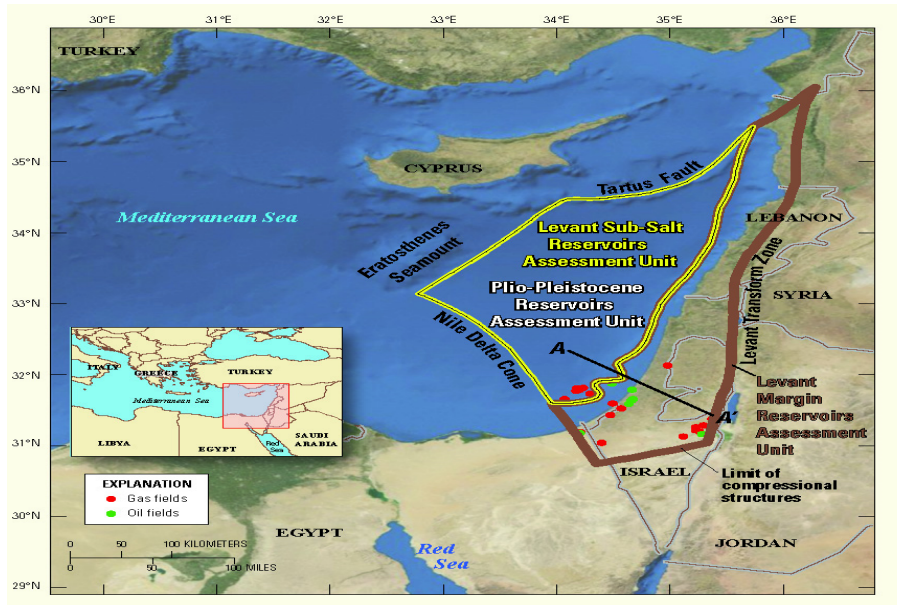 30°
31°
32°
33°
34°
35°
36°
TURKEY
36°N
35°N
34°N
33°N
32°N
31°N
30°N
29°N
CYPRUS
Tartus Fault
Mediterranean Sea
LEBANON
Levant Sub-Salt
Reservoirs
Assessment Unit
Eratosthenes
Seamount
Levant Transform Zone
Plio-Pleistocene
Reservoirs
Assessment Unit
SYRIA
Nile Delta Cone
A
A'
Levant
Margin
Reservoirs
Assessment
Unit
ITALY
GREECE
TURKEY
Mediterranean Sea
LIBYA
EGYPT
Red
Sea
SAUDI
ARABIA
ISRAEL
Limit of
compressional
structures
EXPLANATION
Gas fields
Oil fields
0 50 100 KILOMETERS
0 50 100 MILES
EGYPT
Red
Sea
JORDAN